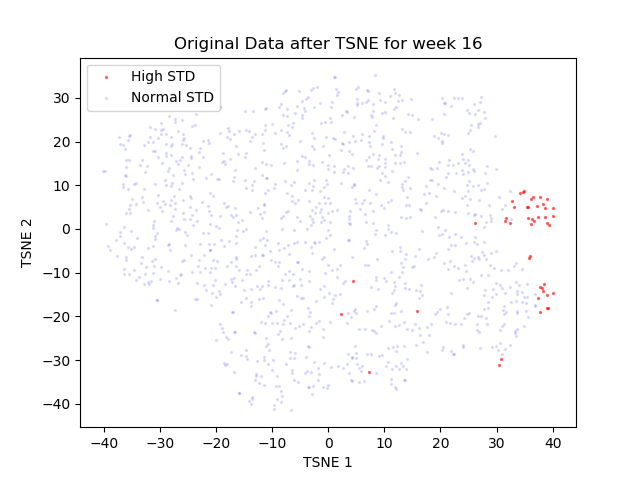 Original Data after TSNE for week 16
High STD
Normal STD
TSNE 2
30
20
10
0
−10
−20
−30
−40
−40 −30 −20 −10 0 10 20 30 40
TSNE 1